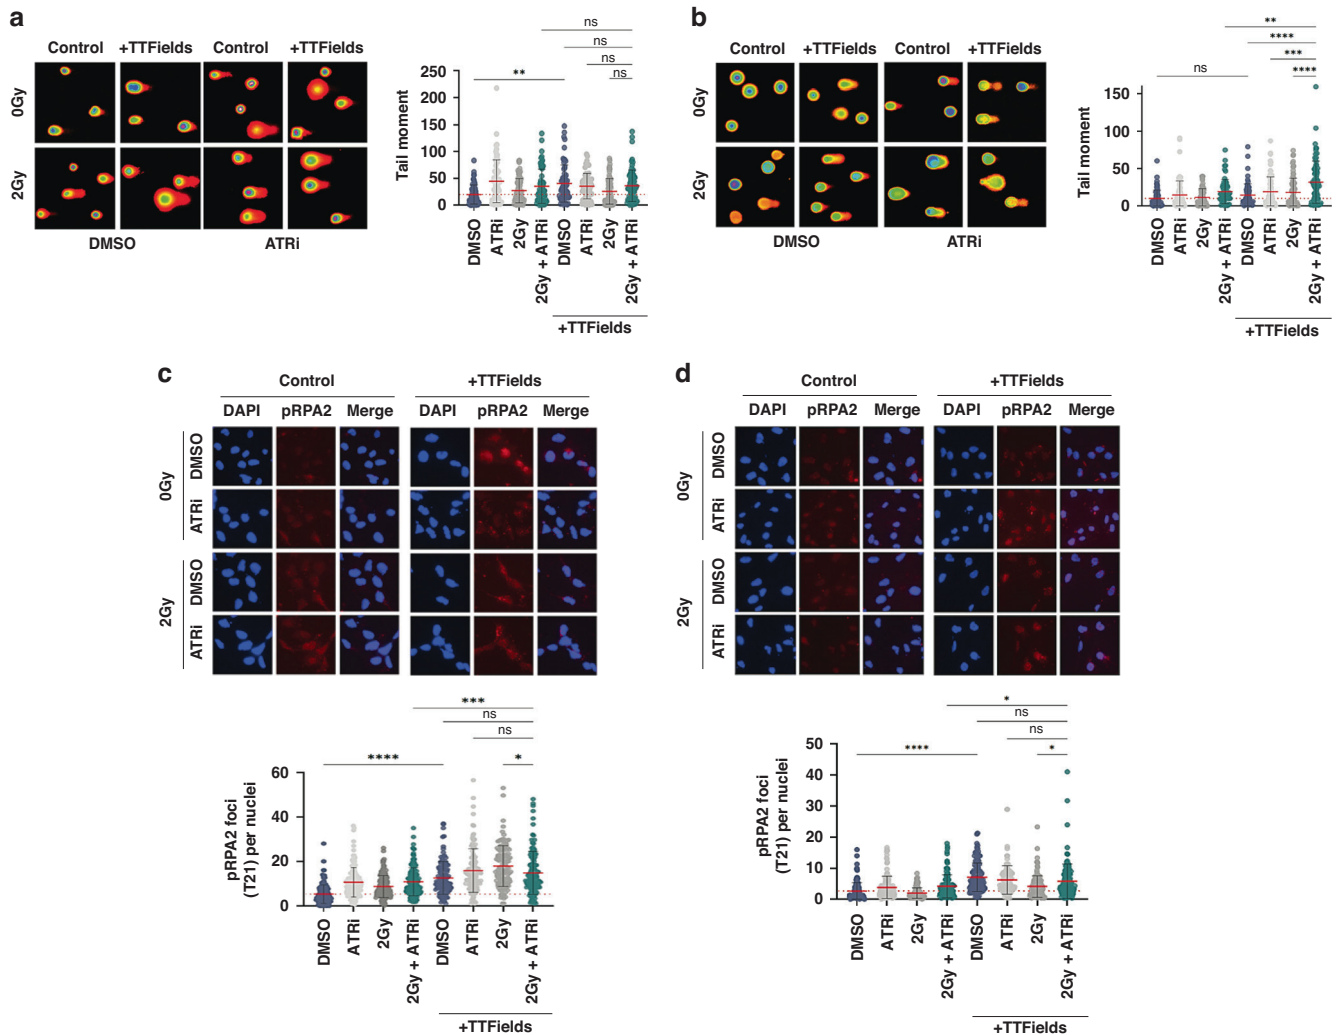 a
Control +TTFields Control +TTFields
0Gy
2Gy
DMSO ATRi
ns
ns
ns
** ns
Tail moment
250
200
150
100
50
0
DMSO ATRi 2Gy 2Gy + ATRi DMSO ATRi 2Gy 2Gy + ATRi
+TTFields
b
Control +TTFields Control +TTFields
0Gy
2Gy
DMSO ATRi
**
****
***
ns ****
Tail moment
150
100
50
0
DMSO ATRi 2Gy 2Gy + ATRi DMSO ATRi 2Gy 2Gy + ATRi
+TTFields
c
Control +TTFields
DAPI pRPA2 Merge DAPI pRPA2 Merge
0Gy
DMSO
ATRi
2Gy
DMSO
ATRi
***
ns
ns
**** *
pRPA2 foci
(T21) per nuclei
60
40
20
0
DMSO ATRi 2Gy 2Gy + ATRi DMSO ATRi 2Gy 2Gy + ATRi
+TTFields
d
Control +TTFields
DAPI pRPA2 Merge DAPI pRPA2 Merge
0Gy
DMSO
ATRi
2Gy
DMSO
ATRi
*
ns
ns
**** *
pRPA2 foci
(T21) per nuclei
50
40
30
20
10
0
DMSO ATRi 2Gy 2Gy + ATRi DMSO ATRi 2Gy 2Gy + ATRi
+TTFields